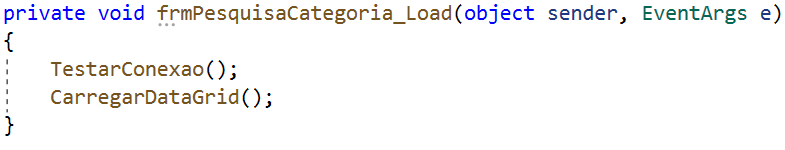 private void frmPesquisaCategoria_Load(object sender, EventArgs e)
{
    TestarConexao();
    CarregarDataGrid();
}